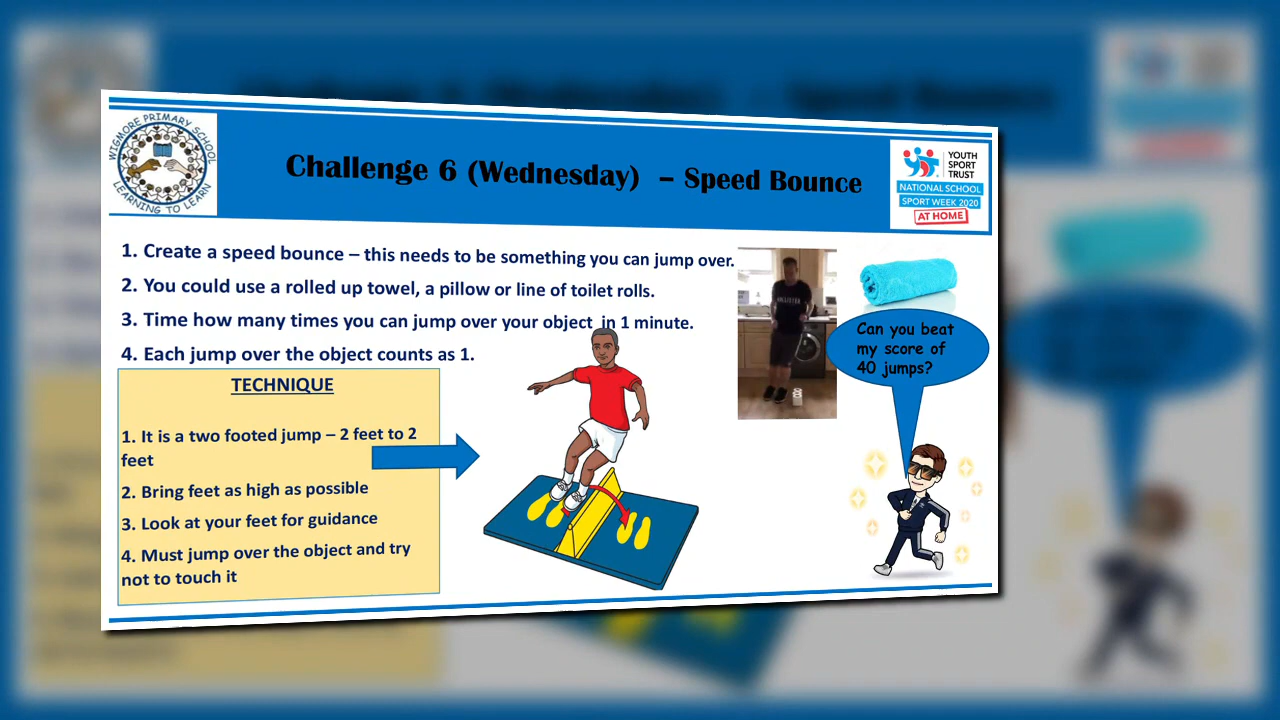 WIGMORE PRIMARY SCHOOL
LEARNING TO LEARN
Challenge 6 (Wednesday) – Speed Bounce
YOUTH
SPORT
TRUST
NATIONAL SCHOOL
SPORT WEEK 2020
AT HOME
1. Create a speed bounce – this needs to be something you can jump over.
2. You could use a rolled up towel, a pillow or line of toilet rolls.
3. Time how many times you can jump over your object in 1 minute.
4. Each jump over the object counts as 1.
TECHNIQUE
1. It is a two footed jump – 2 feet to 2
feet
2. Bring feet as high as possible
3. Look at your feet for guidance
4. Must jump over the object and try
not to touch it
HOLLISTER
Can you beat
my score of
40 jumps?